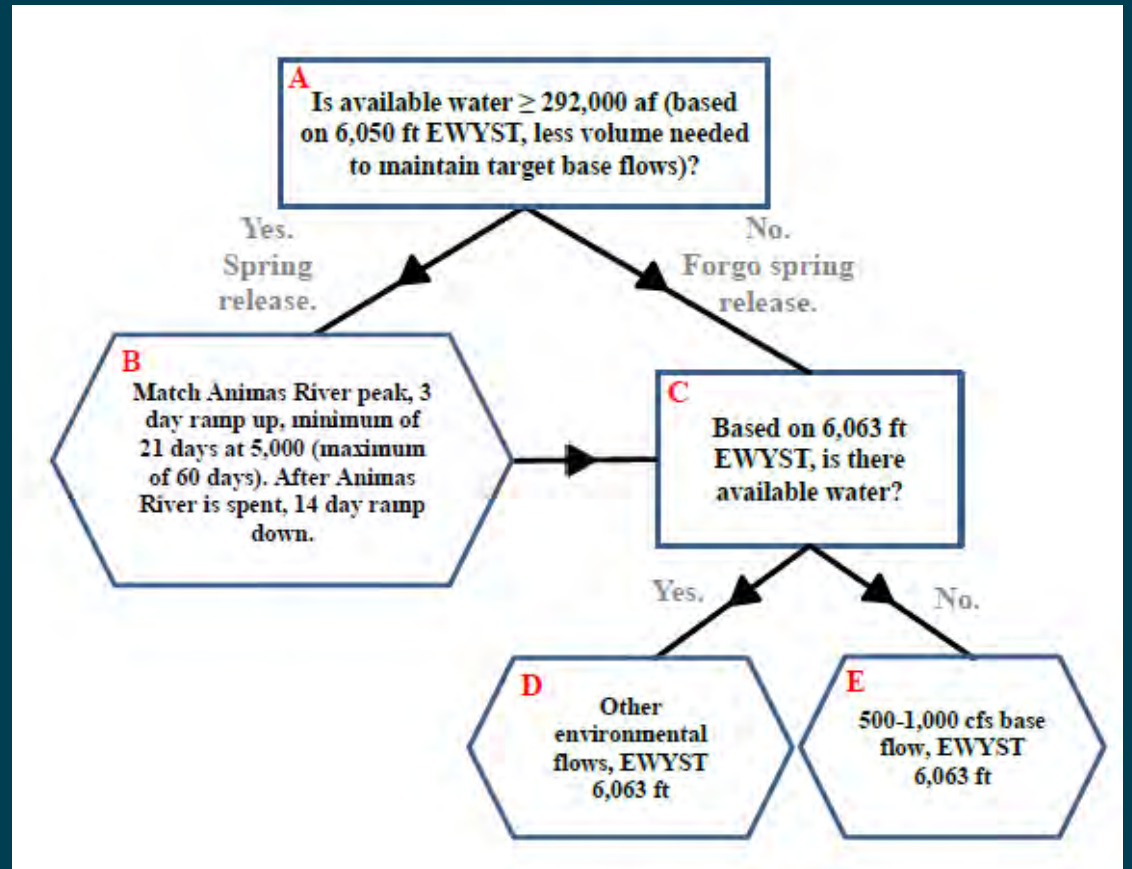 A
Is available water ≥ 292,000 af (based
on 6,050 ft EWYST, less volume needed
to maintain target base flows)?
Yes.
Spring
release.
No.
Forgo spring
release.
B
Match Animas River peak, 3
day ramp up, minimum of
21 days at 5,000 (maximum
of 60 days). After Animas
River is spent, 14 day ramp
down.
C
Based on 6,063 ft
EWYST, is there
available water?
Yes.
No.
D
Other
environmental
flows, EWYST
6,063 ft
E
500-1,000 cfs base
flow, EWYST
6,063 ft